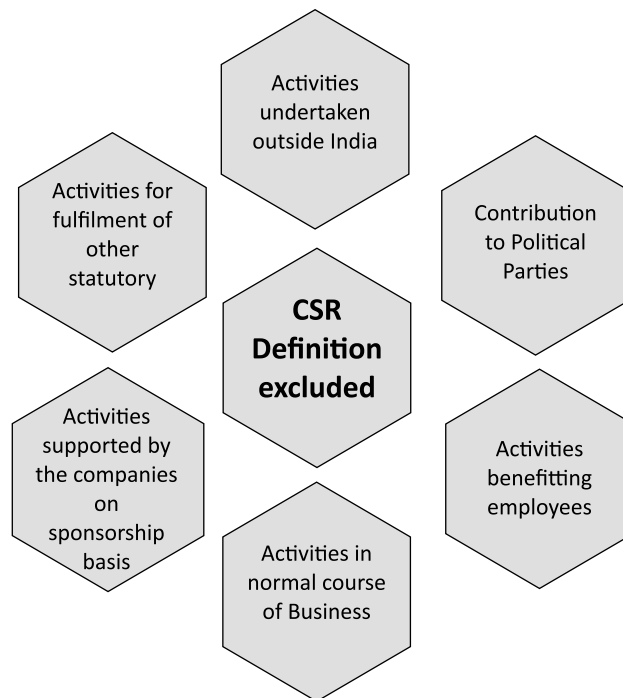 Activities
undertaken
outside India
Activities for
fulfilment of
other
statutory
Contribution
to Political
Parties
CSR
Definition
excluded
Activities
supported by
the companies
on
sponsorship
basis
Activities
benefitting
employees
Activities in
normal course
of Business